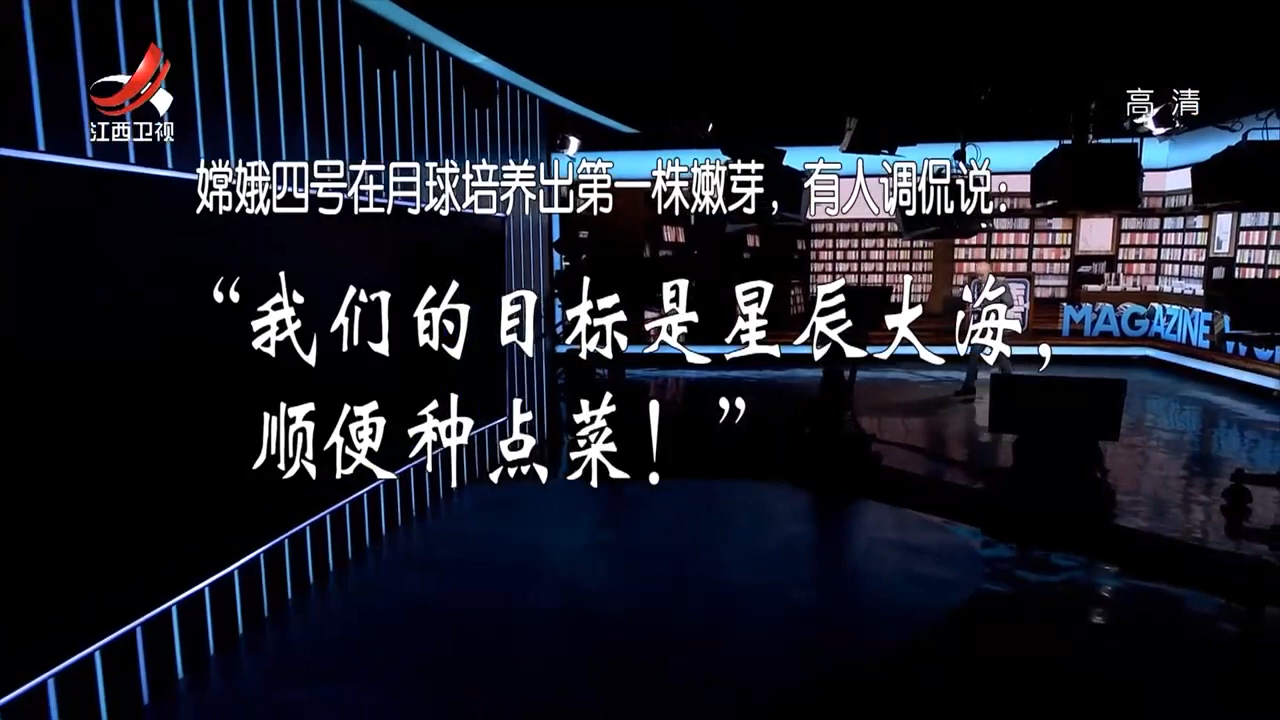 江西卫视
高清
嫦娥四号在月球培养出第一株嫩芽，有人调侃说：
“我们的目标是星辰大海，
顺便种点菜！”
MAGAZINE WO